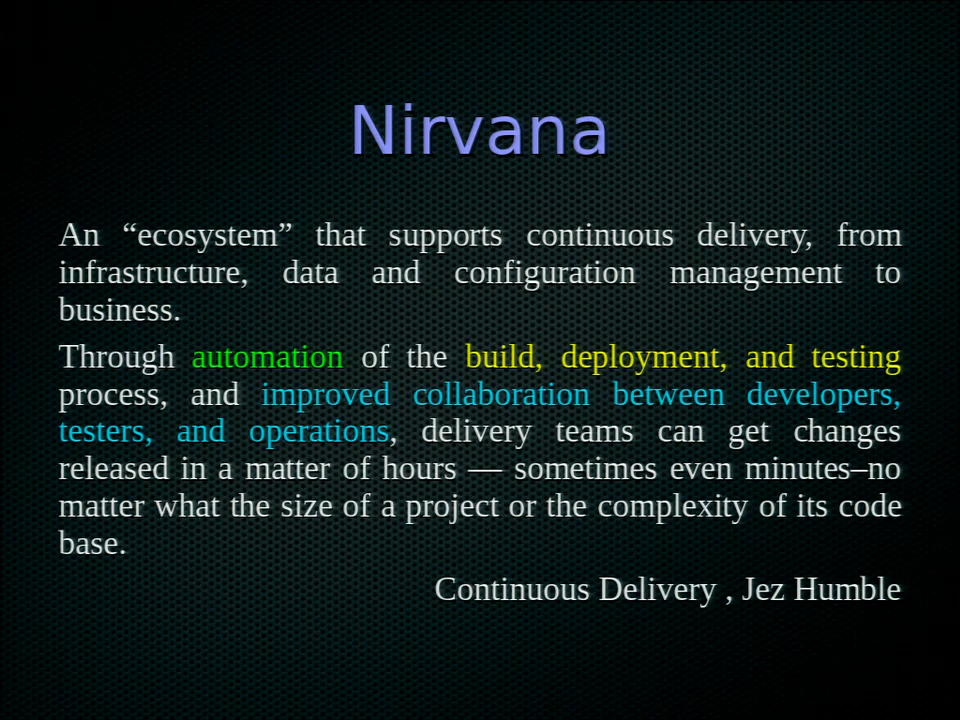 Nirvana
An “ecosystem” that supports continuous delivery, from
infrastructure, data and configuration management to
business.
Through automation of the build, deployment, and testing
process, and improved collaboration between developers,
testers, and operations, delivery teams can get changes
released in a matter of hours — sometimes even minutes–no
matter what the size of a project or the complexity of its code
base.
Continuous Delivery , Jez Humble